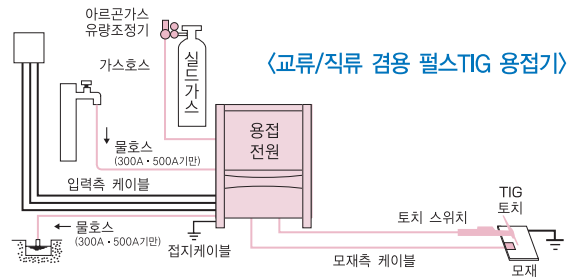 아르곤가스
유량조정기
〈교류/직류 겸용 펄스TIG 용접기〉
가스호스
실드가스
용접
전원
물호스
(300A·500A기만)
입력측 케이블
TIG
토치
토치 스위치
물호스
(300A·500A기만)
접지케이블
모재측 케이블
모재